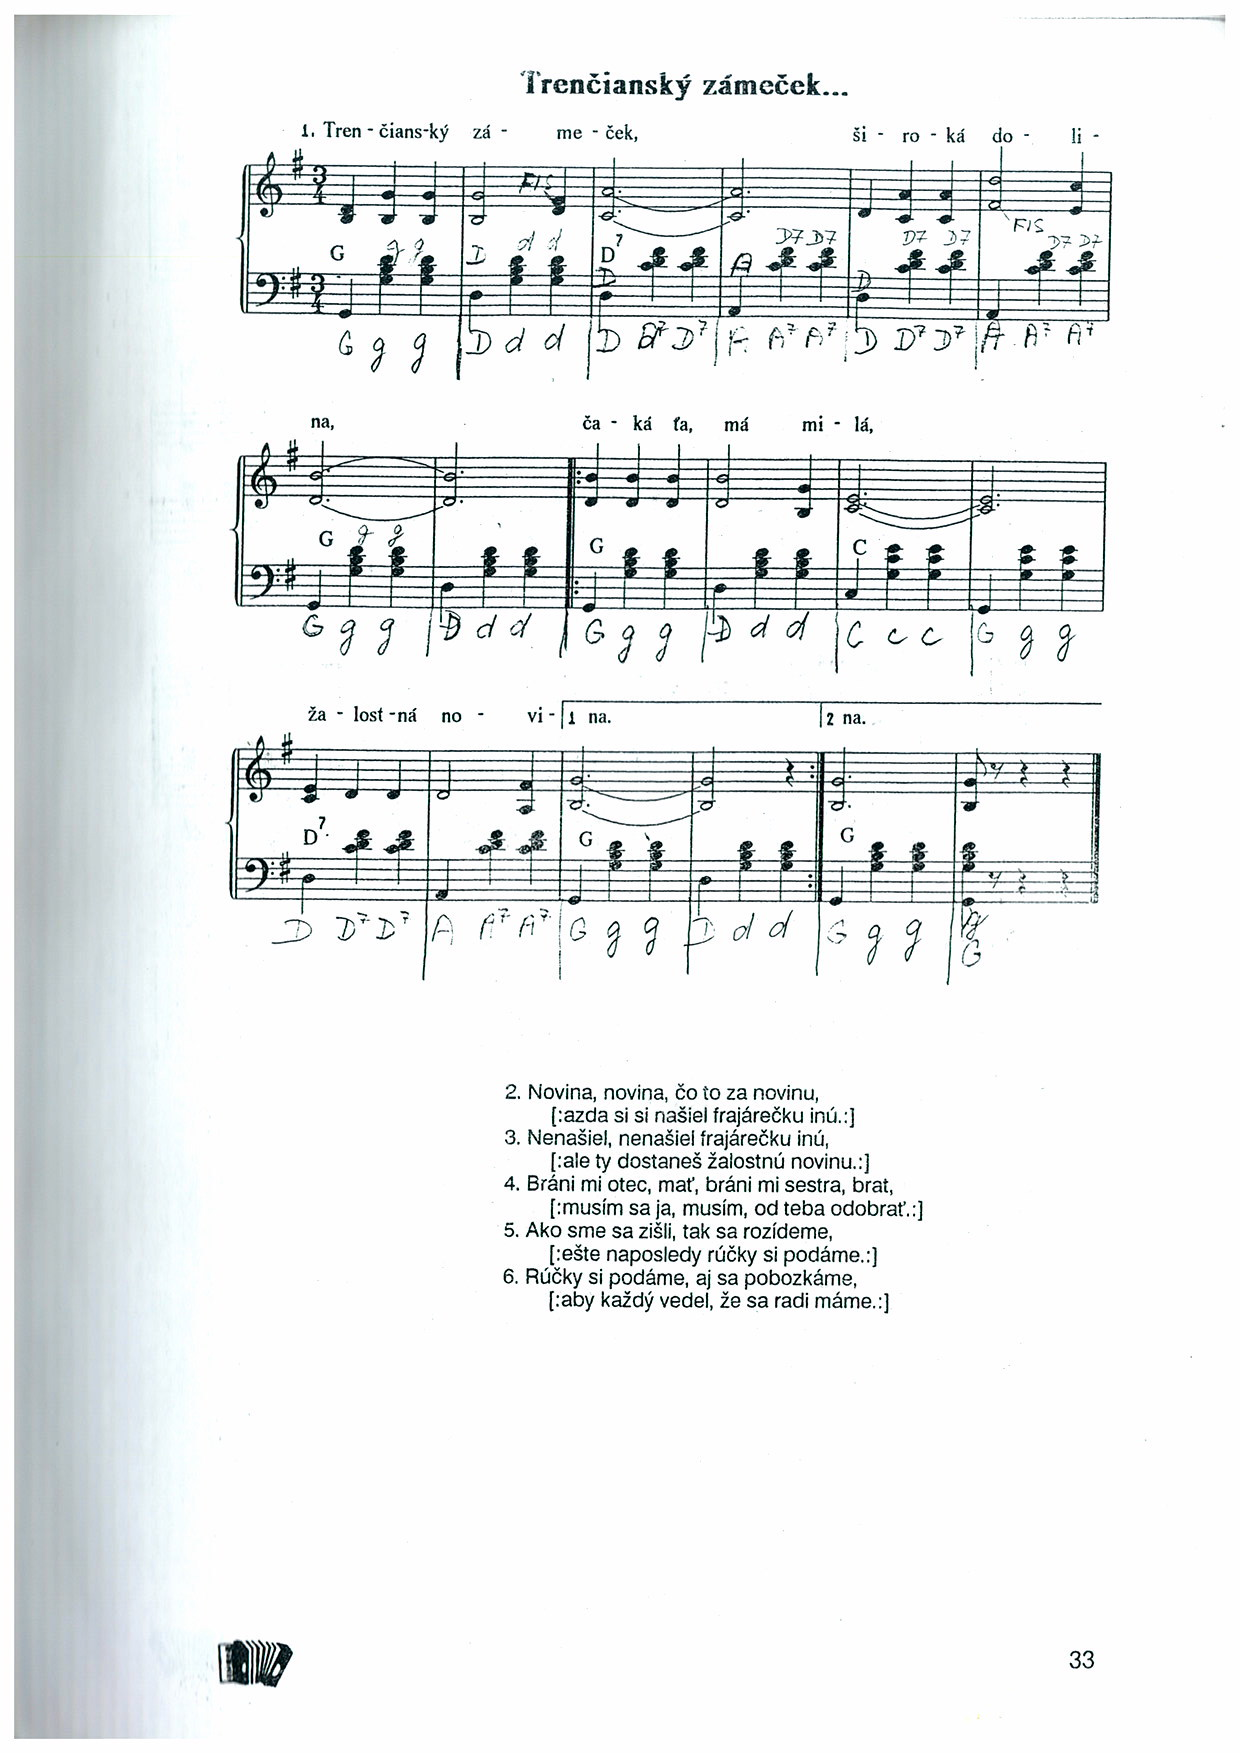 Trenčianský zámeček...
1. Tren - čians-ký zá - me - ček, ši - ro - ká do - li -
FIS
G g g D d d D7 D7 D7 D7 D7 D7 D7
D A D FIS
G g g D d d D D7 D7 A A7 A7 D D7 D7 A A7 A7
na, ča - ká ťa, má mi - lá,
G g g G C
G g g D d d G g g D d d C c c G g g
ža - lost -ná no - vi- 1 na. 2 na.
D7 G G
D D7 D7 A A7 A7 G g g D d d G g g g
G
2. Novina, novina, čo to za novinu,
[:azda si si našiel frajárečku inú.:]
3. Nenašiel, nenašiel frajárečku inú,
[:ale ty dostaneš žalostnú novinu.:]
4. Bráni mi otec, mať, bráni mi sestra, brat,
[:musím sa ja, musím, od teba odobrať.:]
5. Ako sme sa zišli, tak sa rozídeme,
[:ešte naposledy rúčky si podáme.:]
6. Rúčky si podáme, aj sa pobozkáme,
[:aby každý vedel, že sa radi máme.:]
33